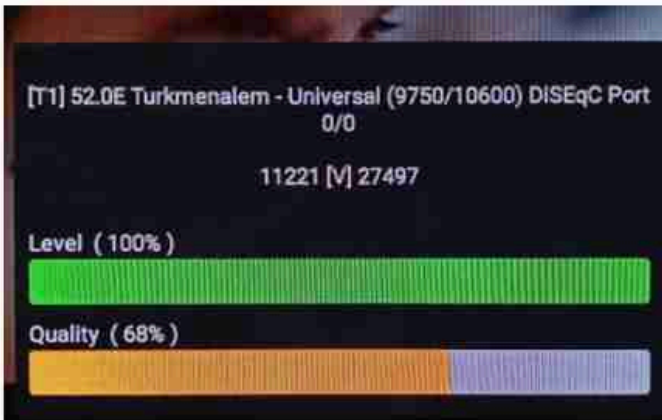 [T1] 52.0E Turkmenalem - Universal (9750/10600) DiSEqC Port
0/0
11221 [V] 27497
Level ( 100% )
Quality ( 68% )